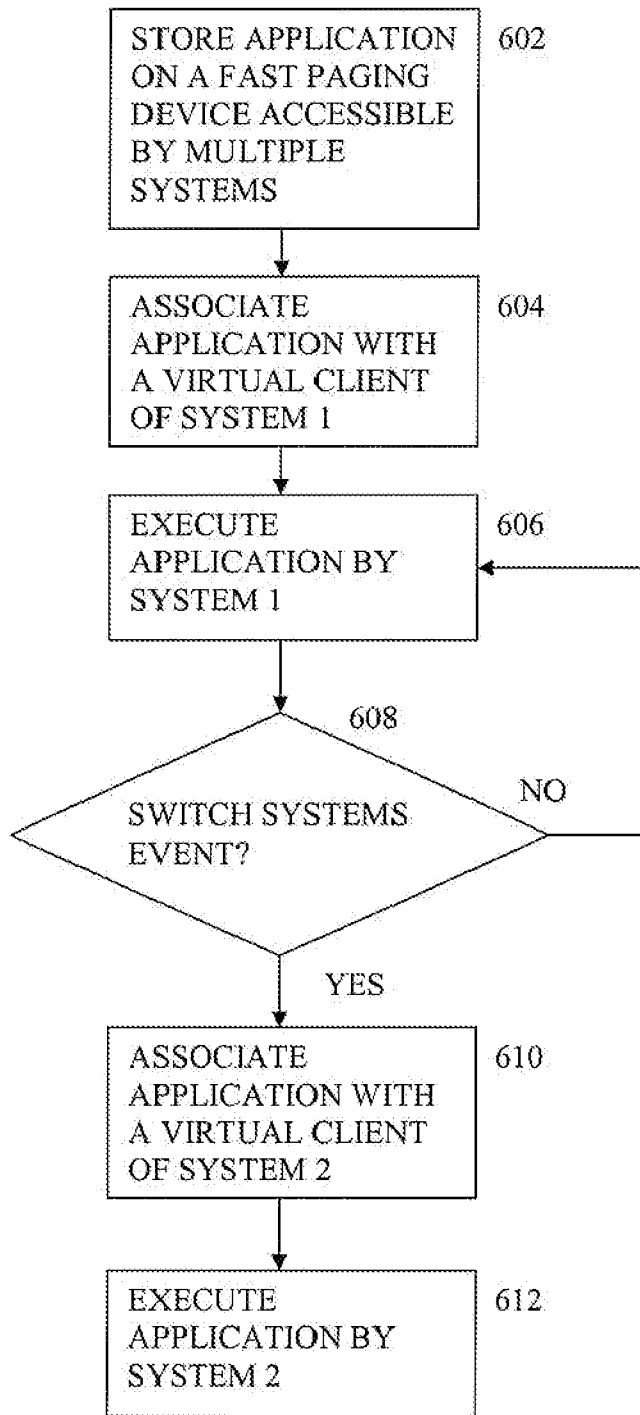 STORE APPLICATION
ON A FAST PAGING
DEVICE ACCESSIBLE
BY MULTIPLE
SYSTEMS
602
ASSOCIATE
APPLICATION WITH
A VIRTUAL CLIENT
OF SYSTEM 1
604
EXECUTE
APPLICATION BY
SYSTEM 1
606
608
SWITCH SYSTEMS
EVENT?
NO
YES
ASSOCIATE
APPLICATION WITH
A VIRTUAL CLIENT
OF SYSTEM 2
610
EXECUTE
APPLICATION BY
SYSTEM 2
612